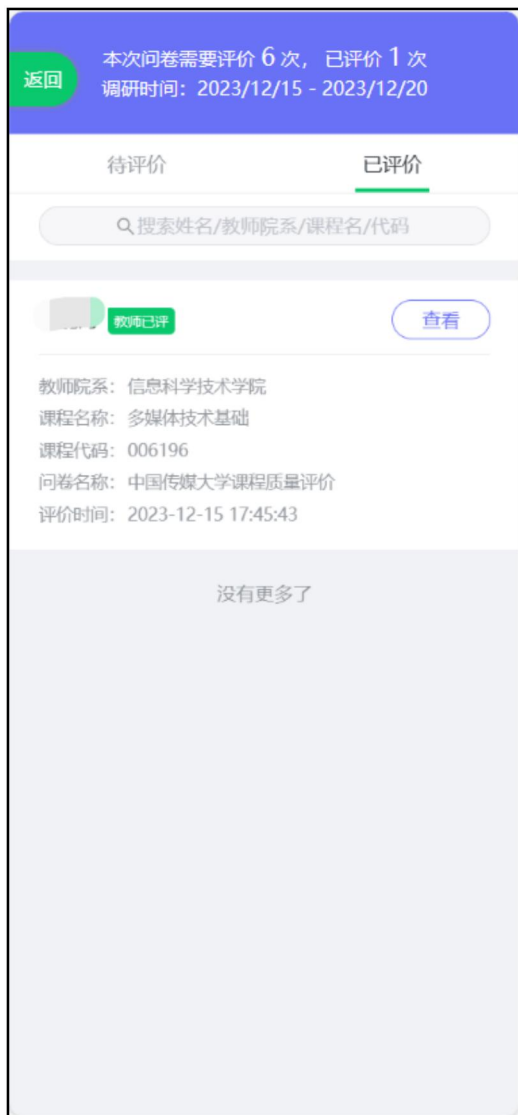 返回
本次问卷需要评价 6 次， 已评价 1 次
调研时间：2023/12/15 - 2023/12/20
待评价
已评价
搜索姓名/教师院系/课程名/代码
教师已评
查看
教师院系：信息科学技术学院
课程名称：多媒体技术基础
课程代码：006196
问卷名称：中国传媒大学课程质量评价
评价时间：2023-12-15 17:45:43
没有更多了